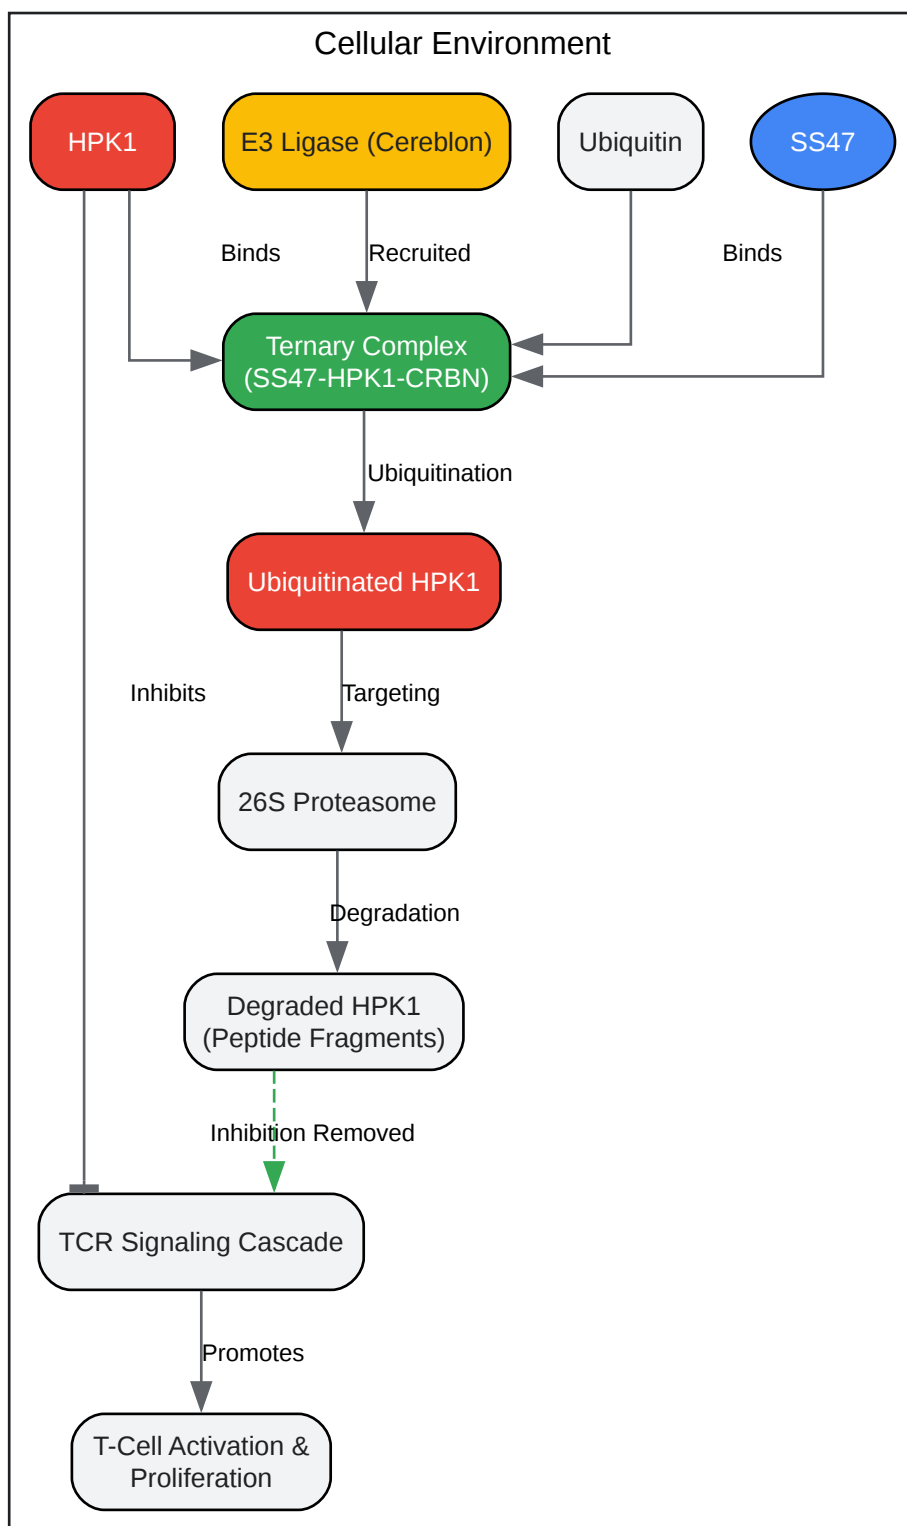 Cellular Environment
HPK1
E3 Ligase (Cereblon)
Ubiquitin
SS47
Binds
Recruited
Binds
Ternary Complex
(SS47-HPK1-CRBN)
Ubiquitination
Ubiquitinated HPK1
Inhibits
Targeting
26S Proteasome
Degradation
Degraded HPK1
(Peptide Fragments)
Inhibition Removed
TCR Signaling Cascade
Promotes
T-Cell Activation &
Proliferation